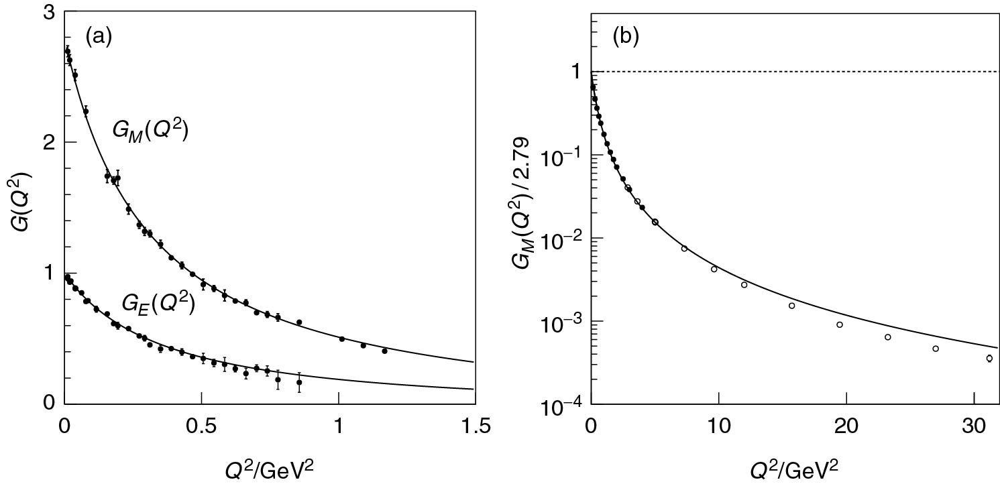 (a)
3
2
1
0
G(Q²)
G_M(Q²)
G_E(Q²)
0
0.5
1
1.5
Q²/GeV²
(b)
1
10⁻¹
10⁻²
10⁻³
10⁻⁴
G_M(Q²)/2.79
0
10
20
30
Q²/GeV²